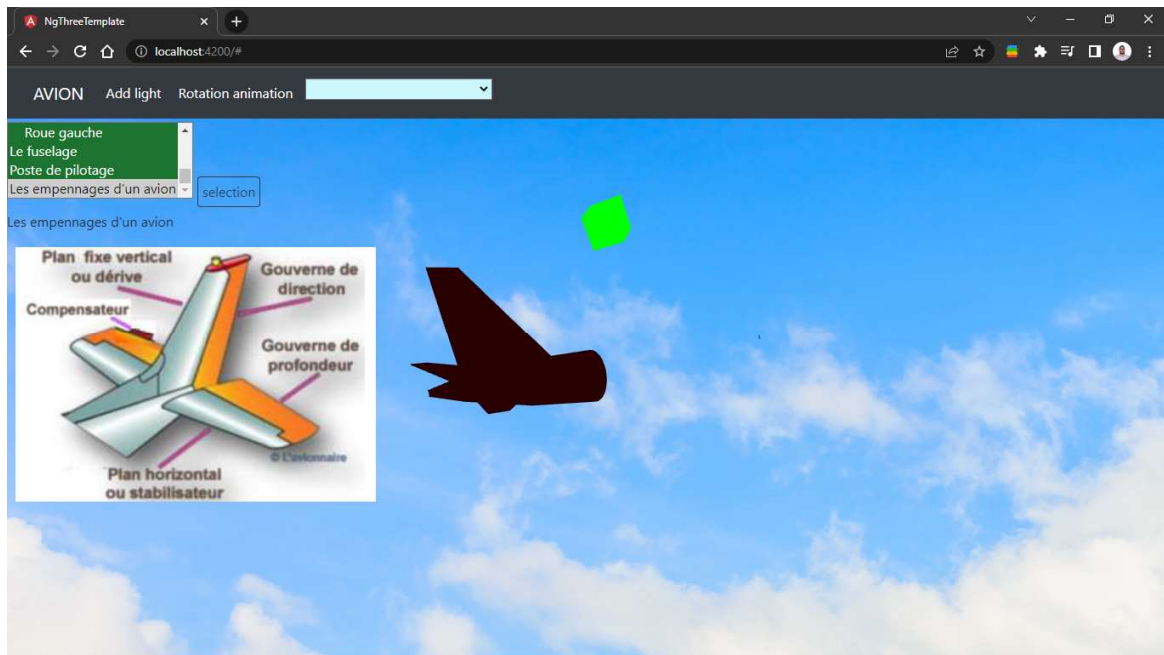 NgThreeTemplate
localhost:4200/#
AVION Add light Rotation animation
Roue gauche
Le fuselage
Poste de pilotage
Les empennages d'un avion
selection
Les empennages d'un avion
Plan fixe vertical
ou dérive
Gouverne de
direction
Compensateur
Gouverne de
profondeur
© L'avionnaire
Plan horizontal
ou stabilisateur